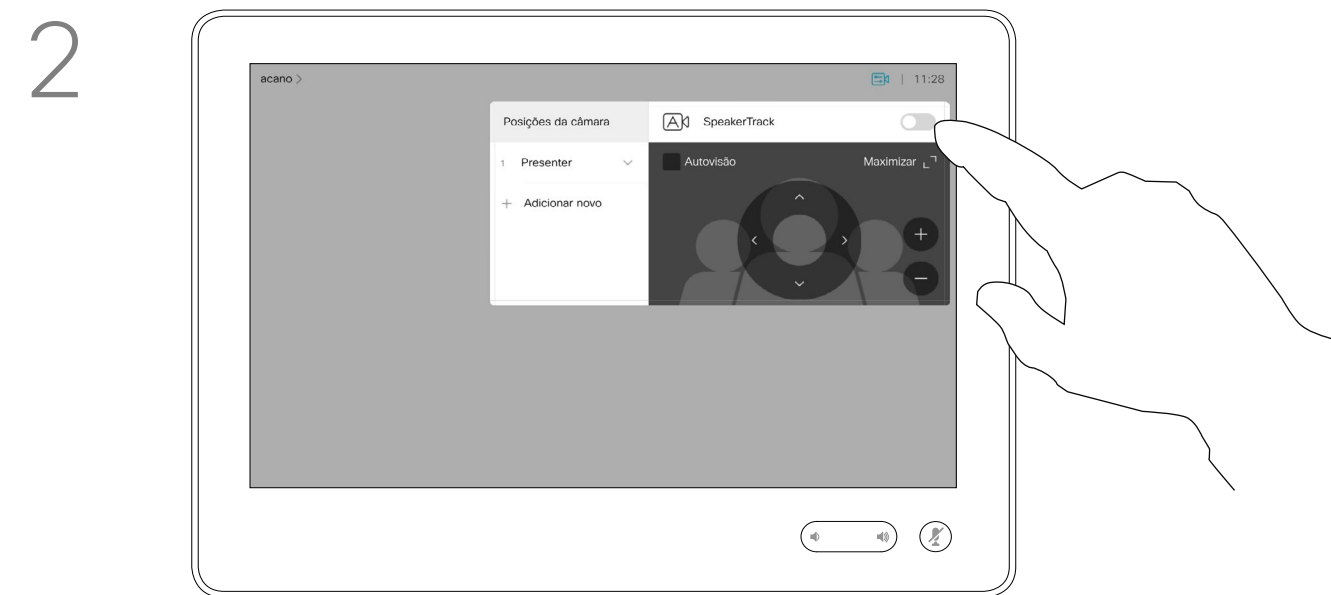 2
acano >
11:28
Posições da câmara
SpeakerTrack
1 Presenter
Autovisão
Maximizar
+ Adicionar novo